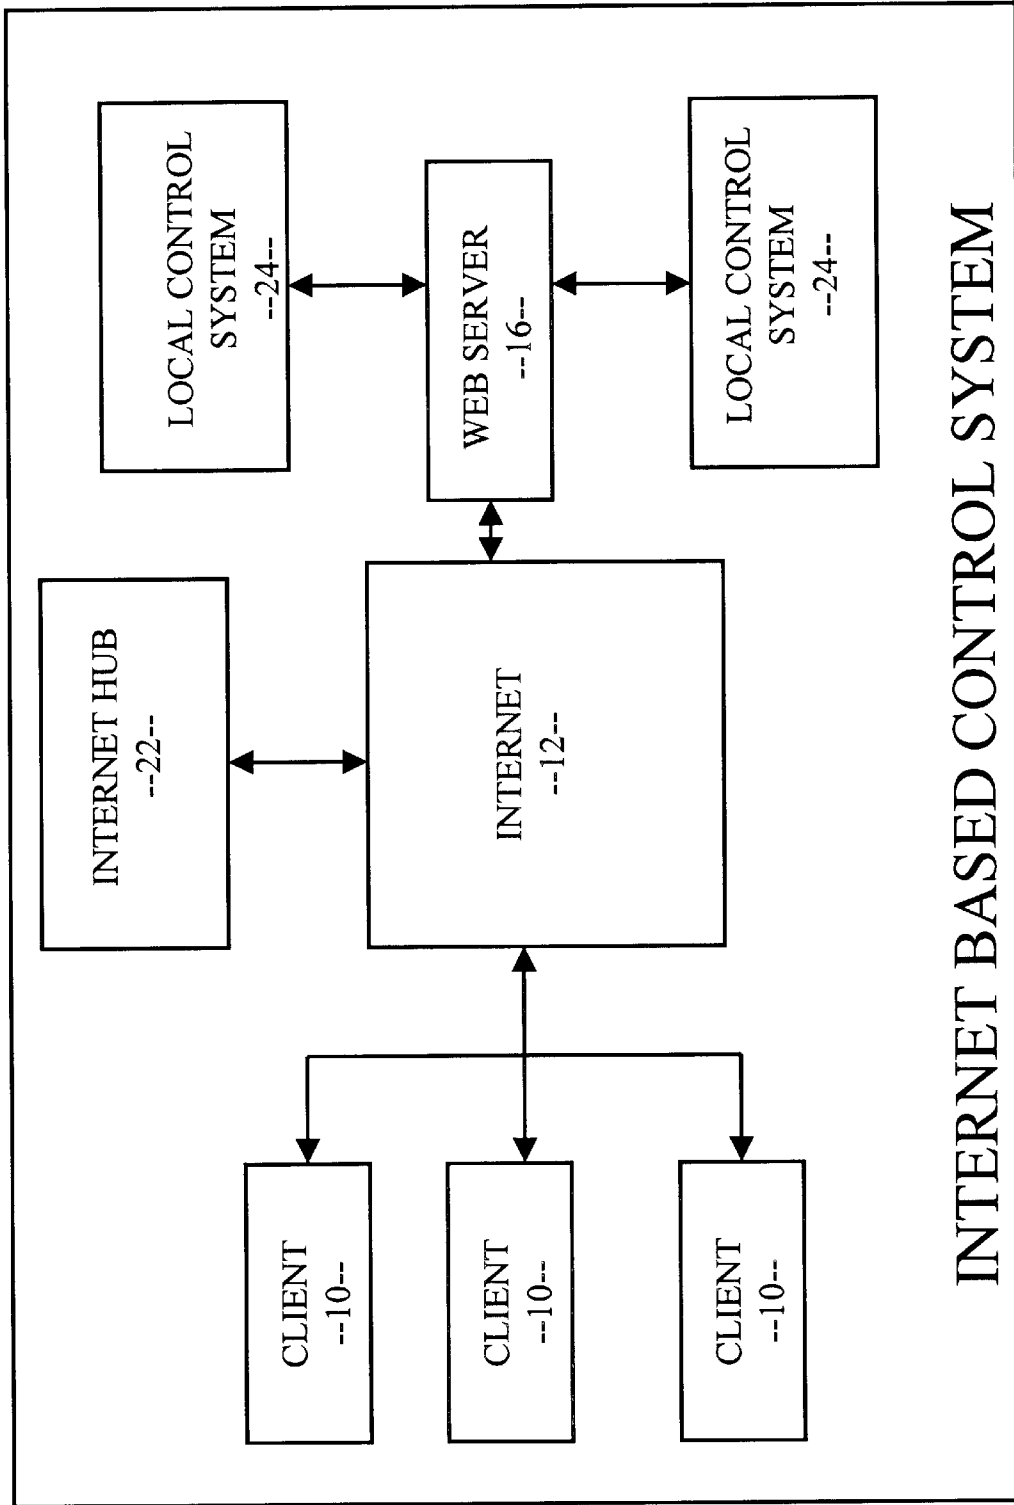 INTERNET HUB
--22--
LOCAL CONTROL
SYSTEM
--24--
CLIENT
--10--
CLIENT
--10--
CLIENT
--10--
INTERNET
--12--
WEB SERVER
--16--
LOCAL CONTROL
SYSTEM
--24--
INTERNET BASED CONTROL SYSTEM